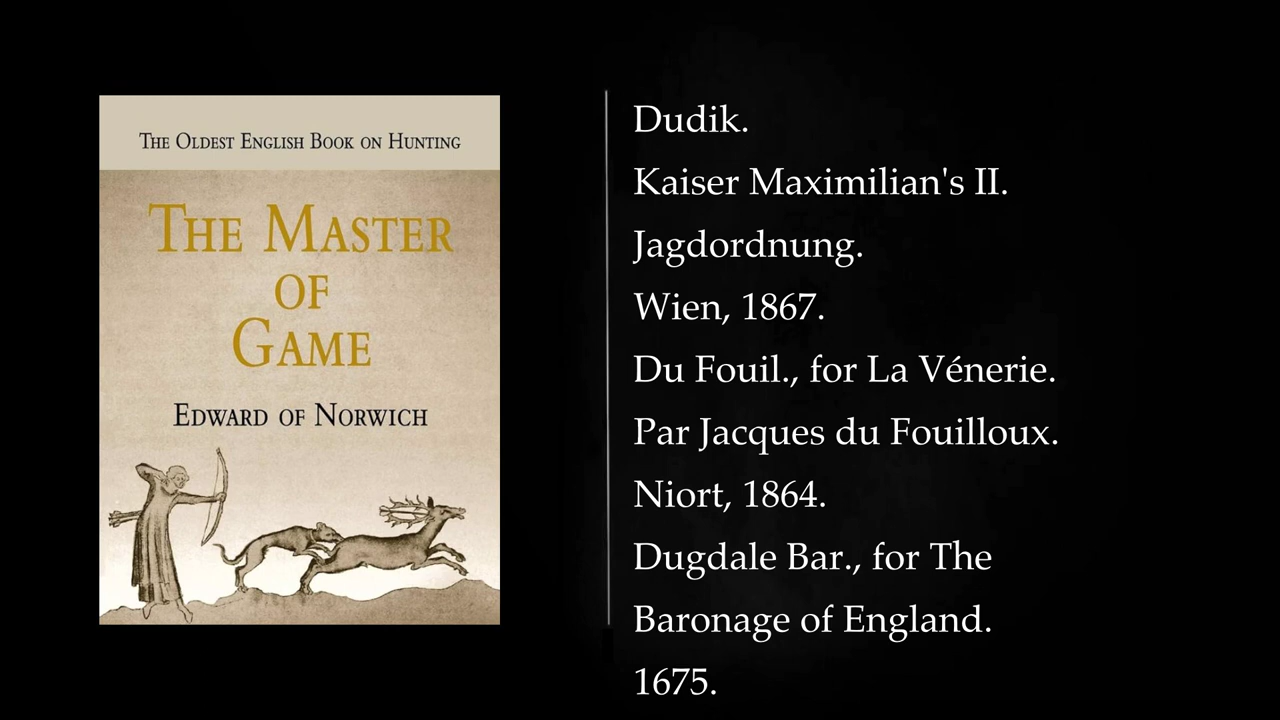 The Oldest English Book on Hunting
The Master
of
Game
Edward of Norwich
Dudik.
Kaiser Maximilian's II.
Jagdordnung.
Wien, 1867.
Du Fouil., for La Vénerie.
Par Jacques du Fouilloux.
Niort, 1864.
Dugdale Bar., for The
Baronage of England.
1675.